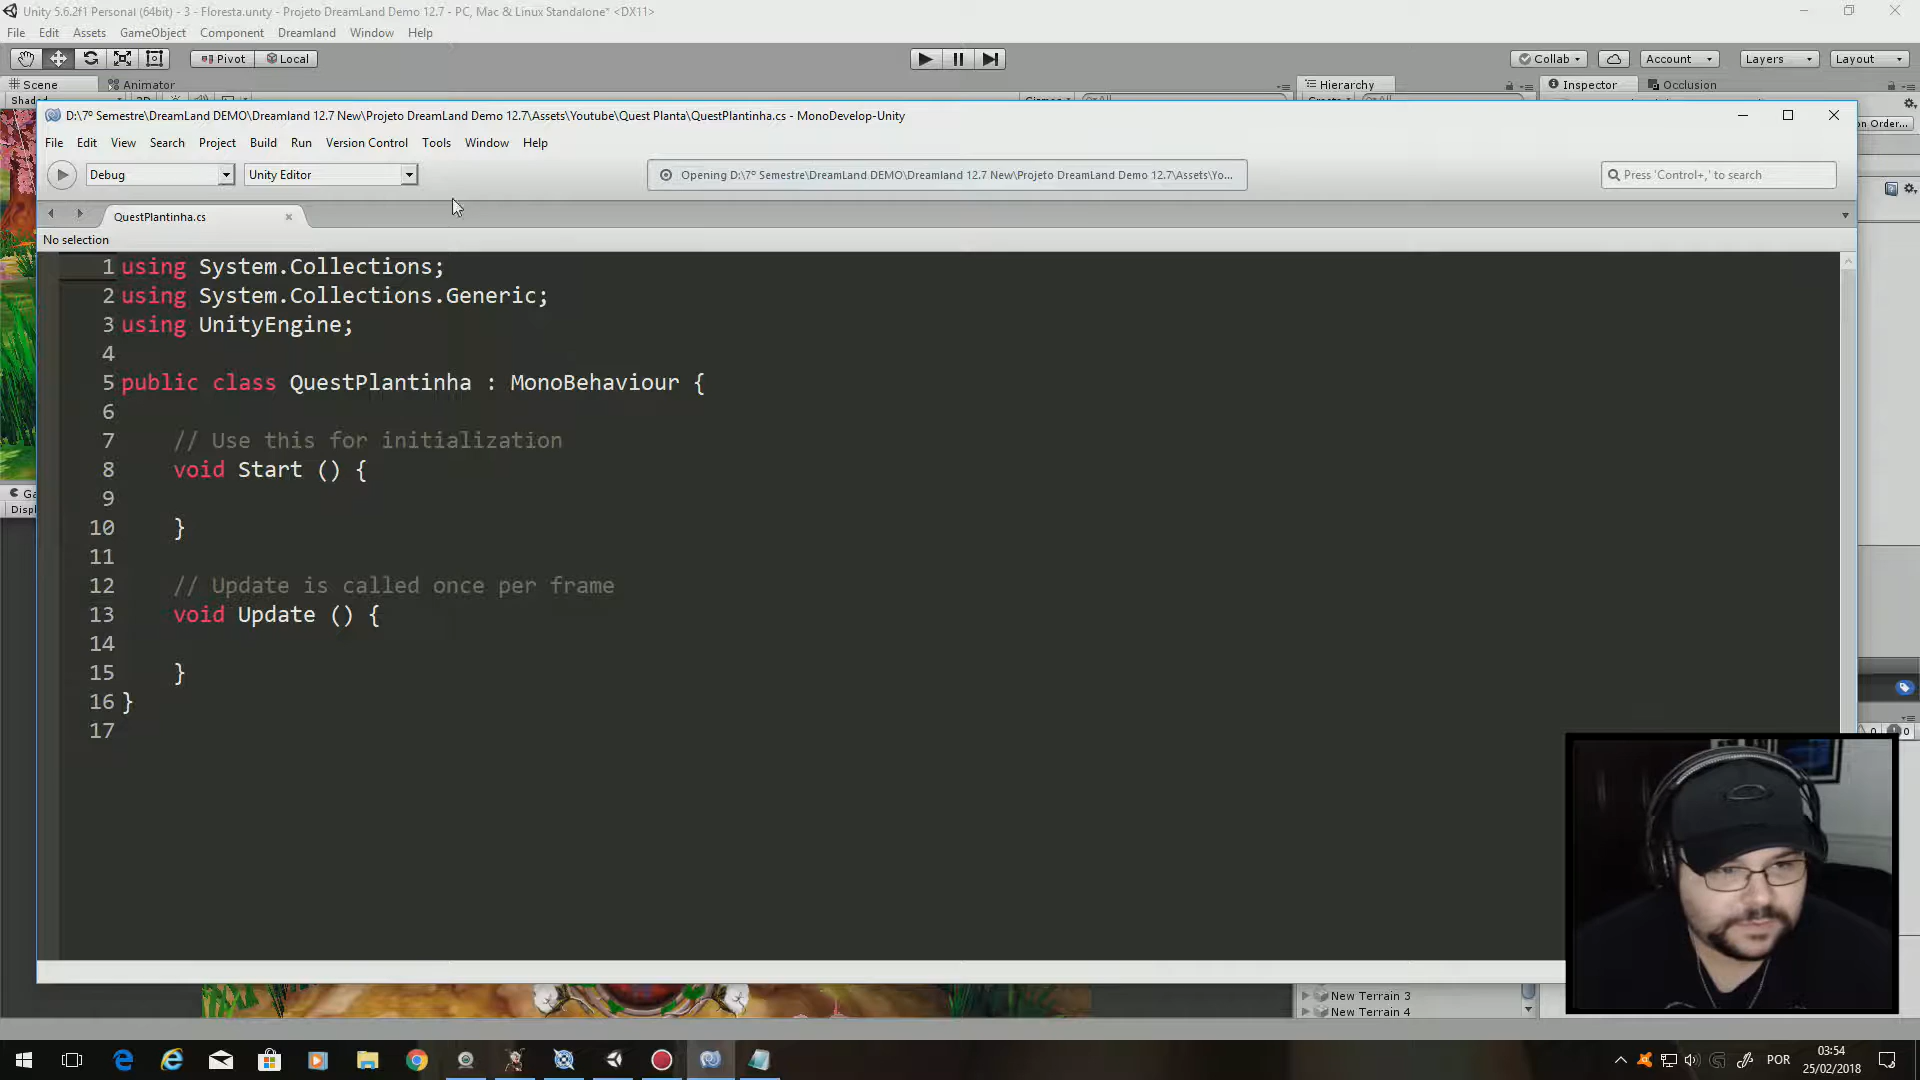 Unity 5.6.2f1 Personal (64bit) - 3 - Floresta.unity - Projeto DreamLand Demo 12.7 - PC, Mac & Linux Standalone* <DX11>
File Edit Assets GameObject Component Dreamland Window Help
Pivot Local Collab Account Layers Layout
Scene Animator Hierarchy Inspector Occlusion
Shaded
D:\7º Semestre\DreamLand DEMO\Dreamland 12.7 New\Projeto DreamLand Demo 12.7\Assets\Youtube\Quest Planta\QuestPlantinha.cs - MonoDevelop-Unity
on Order...
File Edit View Search Project Build Run Version Control Tools Window Help
Debug Unity Editor Opening D:\7º Semestre\DreamLand DEMO\Dreamland 12.7 New\Projeto DreamLand Demo 12.7\Assets\Yo... Press 'Control+,' to search
QuestPlantinha.cs
No selection
1 using System.Collections;
2 using System.Collections.Generic;
3 using UnityEngine;
4
5 public class QuestPlantinha : MonoBehaviour {
6
7 // Use this for initialization
8 void Start () {
9
10 }
11
12 // Update is called once per frame
13 void Update () {
14
15 }
16 }
17
Ga
Displ
New Terrain 3
New Terrain 4
POR
03:54
25/02/2018